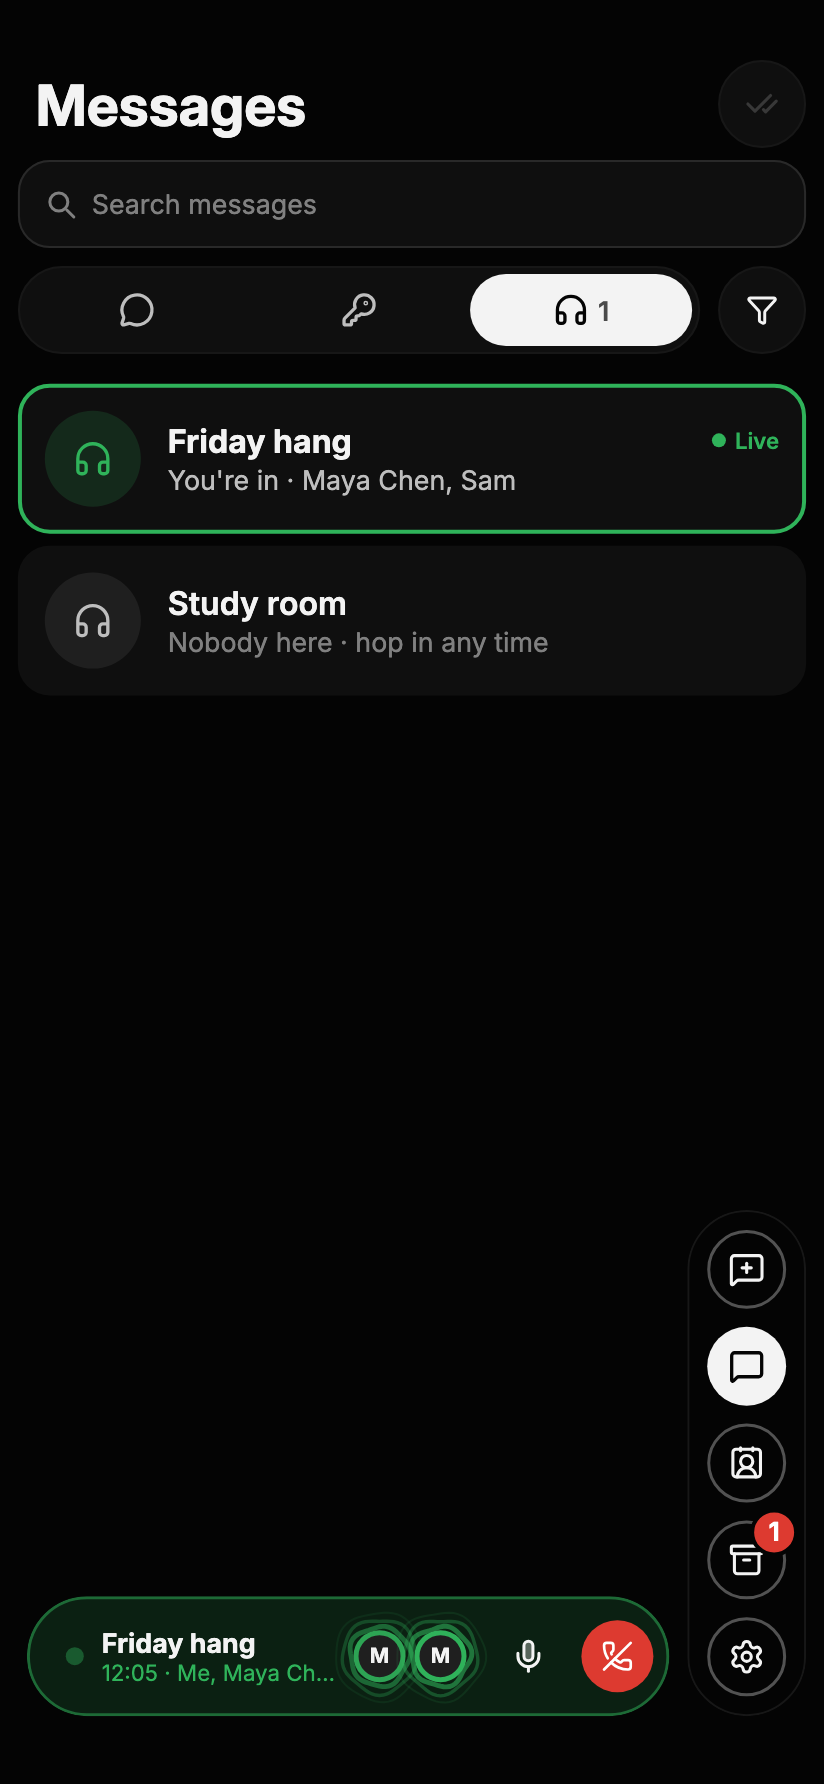 Messages
Search messages
1
Friday hang
Live
You're in · Maya Chen, Sam
Study room
Nobody here · hop in any time
1
Friday hang
12:05 · Me, Maya Ch...
M
M